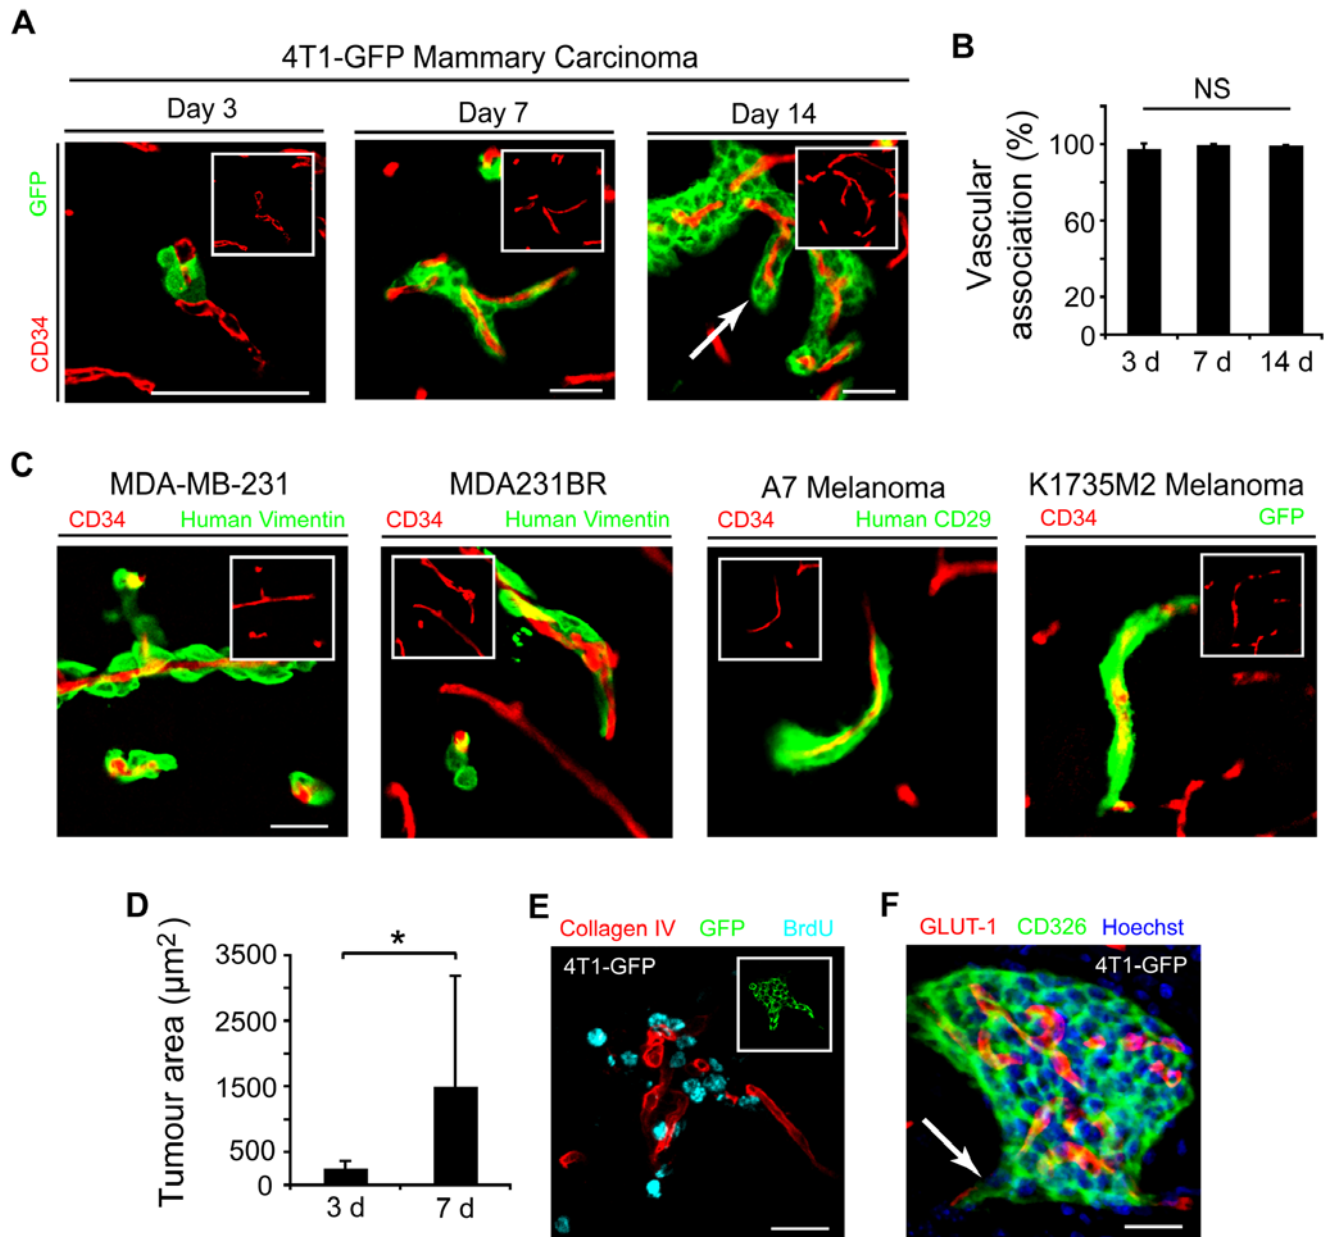 A
4T1-GFP Mammary Carcinoma
Day 3
Day 7
Day 14
GFP
CD34
B
NS
Vascular
association (%)
100
60
20
0
3 d
7 d
14 d
C
MDA-MB-231
CD34 Human Vimentin
MDA231BR
CD34 Human Vimentin
A7 Melanoma
CD34 Human CD29
K1735M2 Melanoma
CD34 GFP
D
Tumour area (µm²)
3500
2500
1500
500
0
*
3 d
7 d
E
Collagen IV GFP BrdU
4T1-GFP
F
GLUT-1 CD326 Hoechst
4T1-GFP